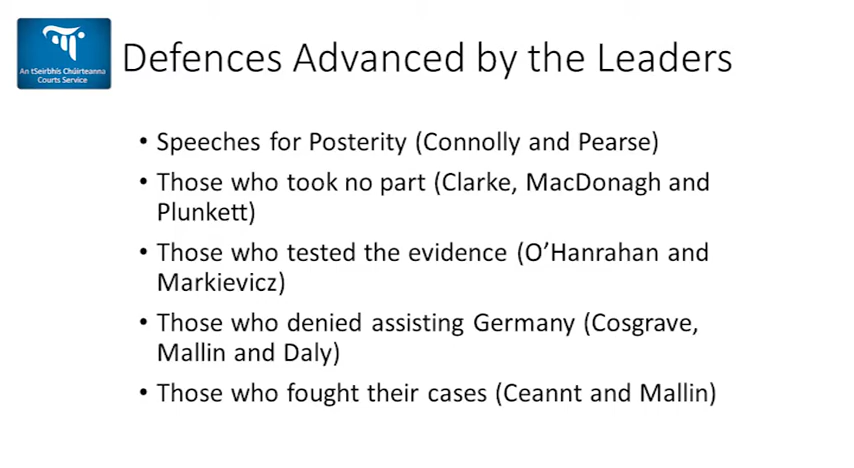 An tSeirbhís Chúirteanna
Courts Service
Defences Advanced by the Leaders
• Speeches for Posterity (Connolly and Pearse)
• Those who took no part (Clarke, MacDonagh and
Plunkett)
• Those who tested the evidence (O’Hanrahan and
Markievicz)
• Those who denied assisting Germany (Cosgrave,
Mallin and Daly)
• Those who fought their cases (Ceannt and Mallin)